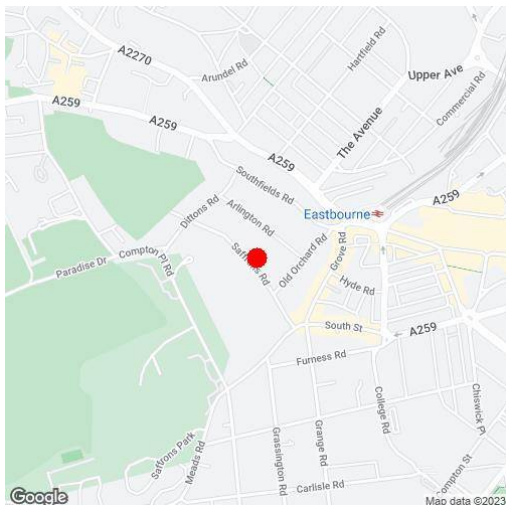 A2270
Arundel Rd
Hartfield Rd
Upper Ave
Commercial Rd
A259
A259
The Avenue
A259
Southfields Rd
A259
Dittons Rd
Arlington Rd
Eastbourne
Saffrons Rd
Old Orchard Rd
Grove Rd
Compton Pl Rd
Paradise Dr
Hyde Rd
South St
A259
Furness Rd
Saffrons Park
Meads Rd
Grassington Rd
Grange Rd
College Rd
Chiswick Pl
Compton St
Carlisle Rd
Google
Map data ©2023